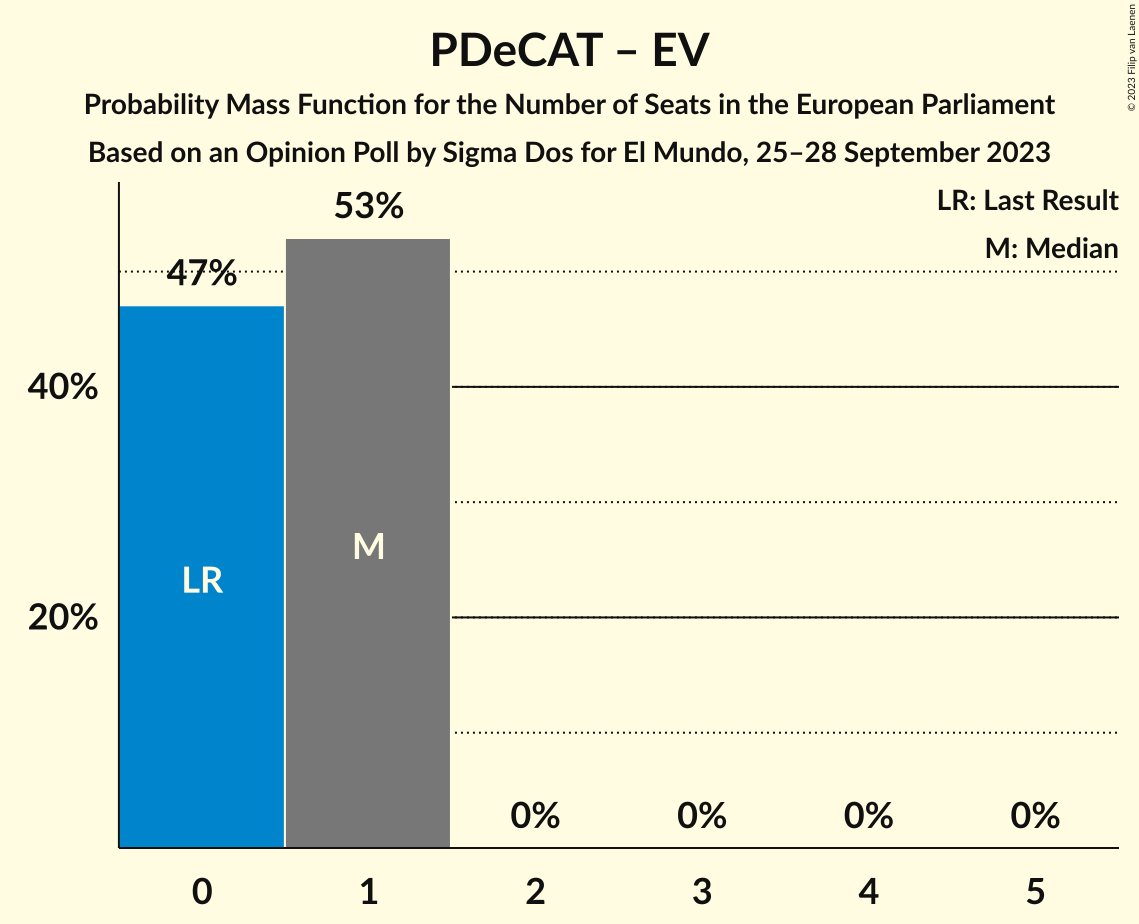 PDeCAT – EV
Probability Mass Function for the Number of Seats in the European Parliament
Based on an Opinion Poll by Sigma Dos for El Mundo, 25–28 September 2023
© 2023 Filip van Laenen
LR: Last Result
M: Median
53%
47%
40%
20%
M
LR
0%
0%
0%
0%
0
1
2
3
4
5